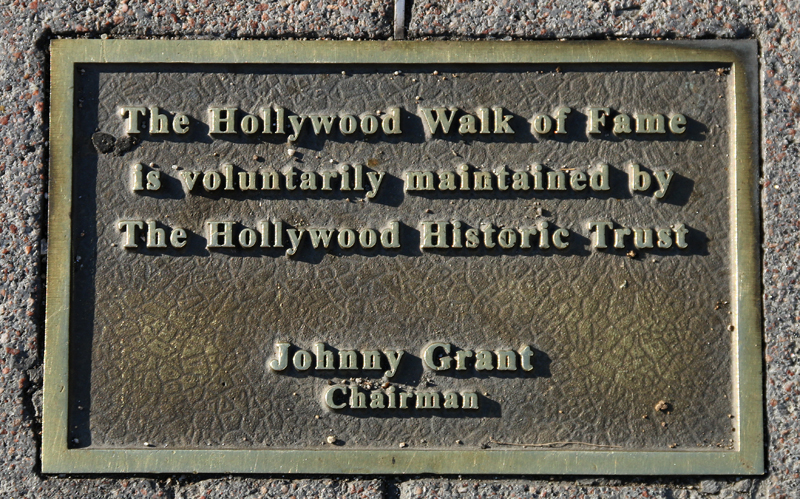 The Hollywood Walk of Fame
is voluntarily maintained by
The Hollywood Historic Trust
Johnny Grant
Chairman